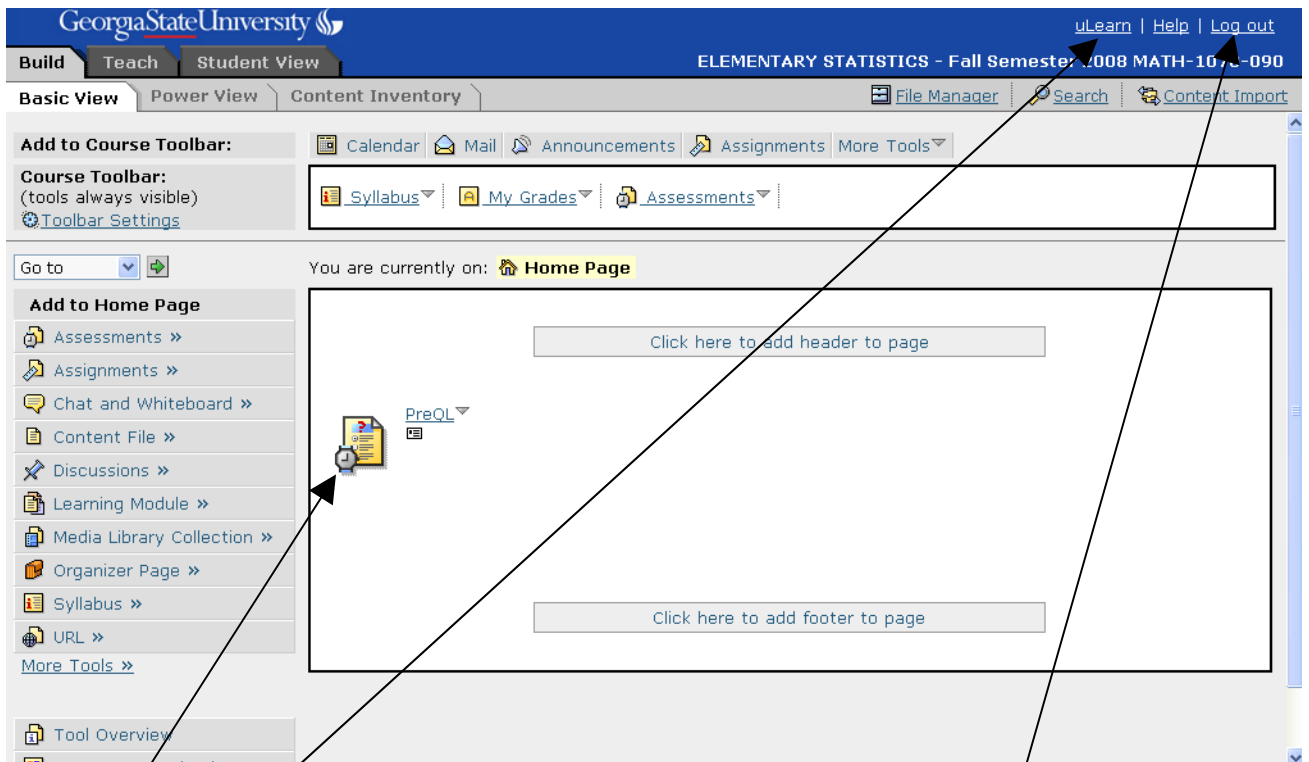 GeorgiaStateUniversity
uLearn | Help | Log out
Build Teach Student View
ELEMENTARY STATISTICS - Fall Semester 2008 MATH-1070-090
Basic View Power View Content Inventory
File Manager Search Content Import
Add to Course Toolbar:
Calendar Mail Announcements Assignments More Tools
Course Toolbar:
(tools always visible)
Toolbar Settings
Syllabus My Grades Assessments
Go to
You are currently on: Home Page
Add to Home Page
Assessments »
Assignments »
Chat and Whiteboard »
Content File »
Discussions »
Learning Module »
Media Library Collection »
Organizer Page »
Syllabus »
URL »
More Tools »
Tool Overview
Click here to add header to page
PreQL
Click here to add footer to page